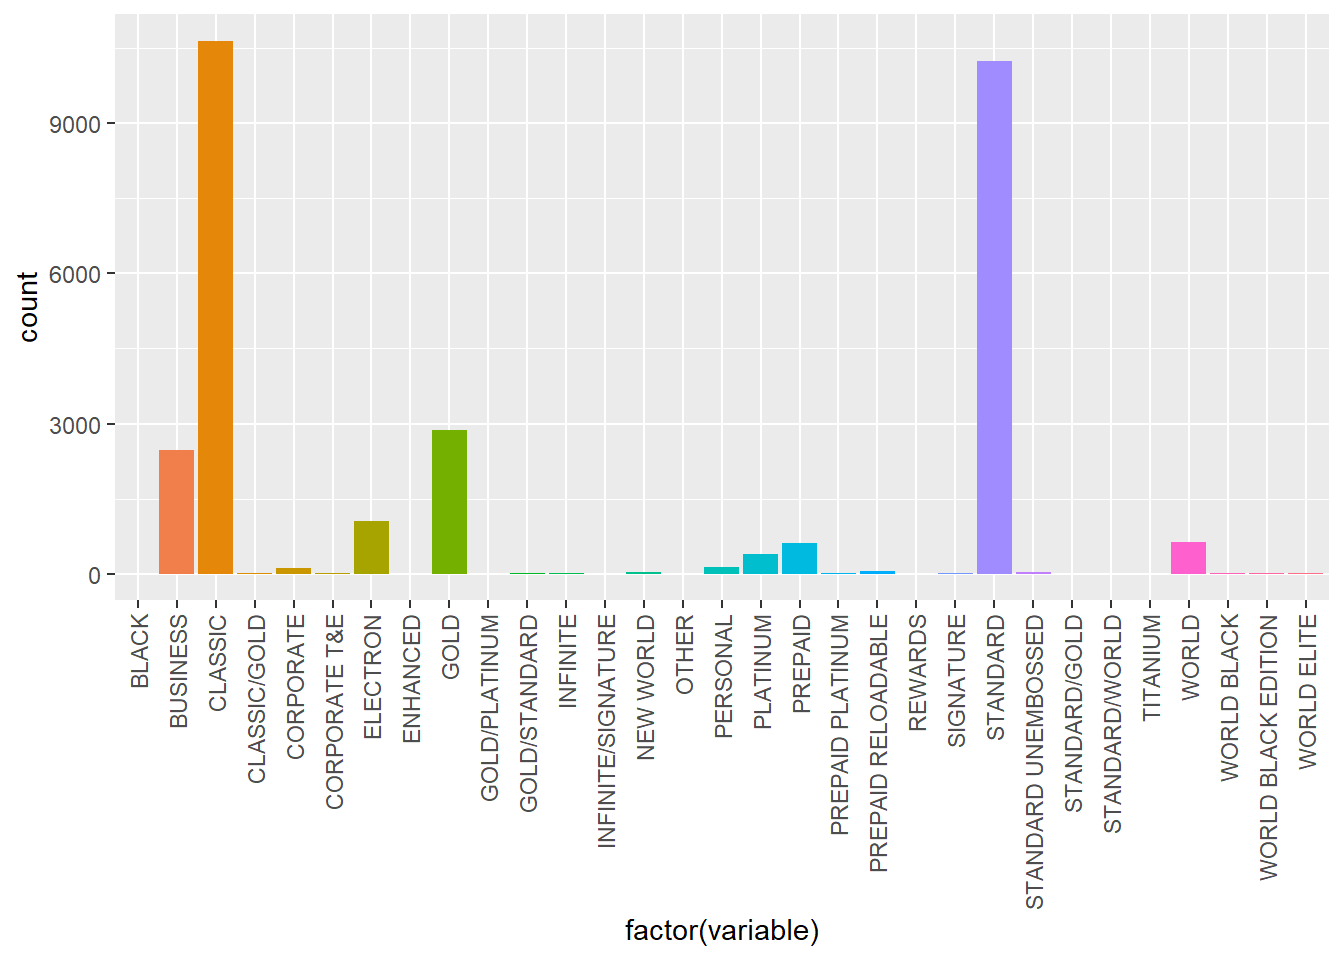 9000
6000
3000
0
count
BLACK
BUSINESS
CLASSIC
CLASSIC/GOLD
CORPORATE
CORPORATE T&E
ELECTRON
ENHANCED
GOLD
GOLD/PLATINUM
GOLD/STANDARD
INFINITE
INFINITE/SIGNATURE
NEW WORLD
OTHER
PERSONAL
PLATINUM
PREPAID
PREPAID PLATINUM
PREPAID RELOADABLE
REWARDS
SIGNATURE
STANDARD
STANDARD UNEMBOSSED
STANDARD/GOLD
STANDARD/WORLD
TITANIUM
WORLD
WORLD BLACK
WORLD BLACK EDITION
WORLD ELITE
factor(variable)